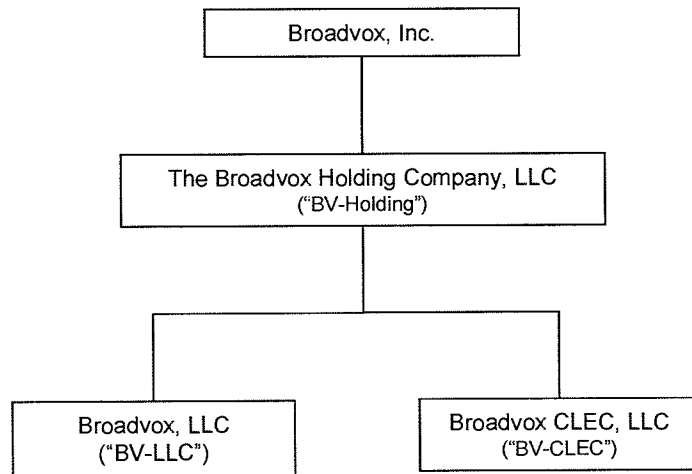 Broadvox, Inc.
The Broadvox Holding Company, LLC
("BV-Holding")
Broadvox, LLC
("BV-LLC")
Broadvox CLEC, LLC
("BV-CLEC")